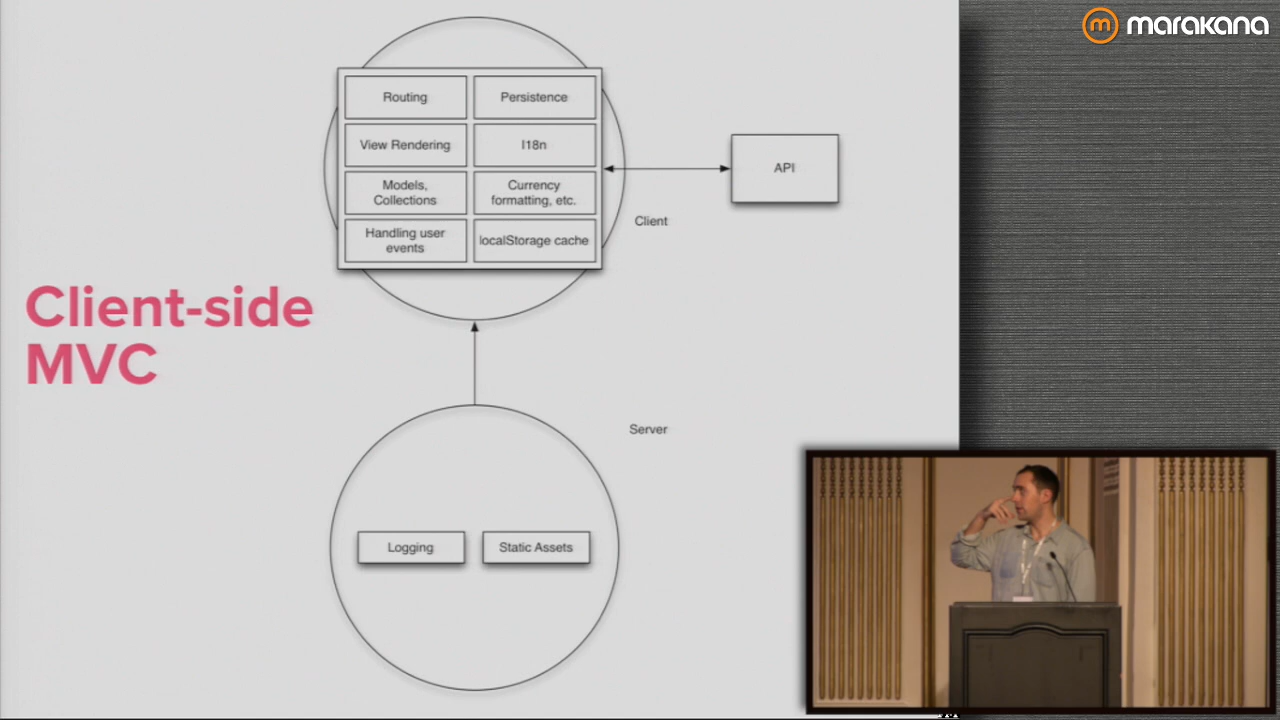 marakana
Routing
Persistence
View Rendering
I18n
Models,
Collections
Currency
formatting, etc.
Handling user
events
localStorage cache
API
Client
Client-side
MVC
Server
Logging
Static Assets